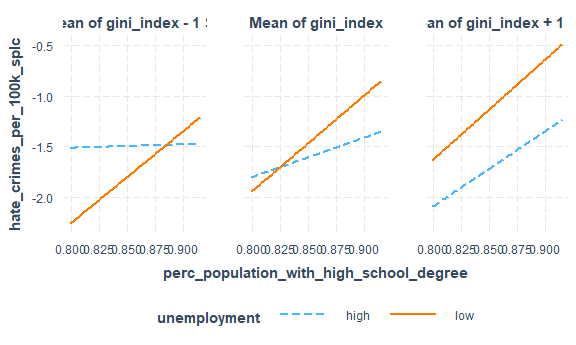 ean of gini_index - 1 S
Mean of gini_index
an of gini_index + 1
-0.5
-1.0
-1.5
-2.0
hate_crimes_per_100k_splc
0.800 0.825 0.850 0.875 0.900
0.800 0.825 0.850 0.875 0.900
0.800 0.825 0.850 0.875 0.900
perc_population_with_high_school_degree
unemployment
high
low